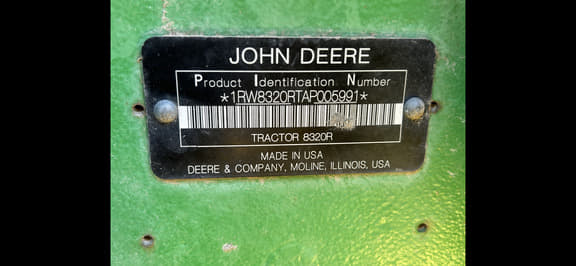 JOHN DEERE
Product Identification Number
*1RW8320RTAP005991*
TRACTOR 8320R
MADE IN USA
DEERE & COMPANY, MOLINE, ILLINOIS, USA